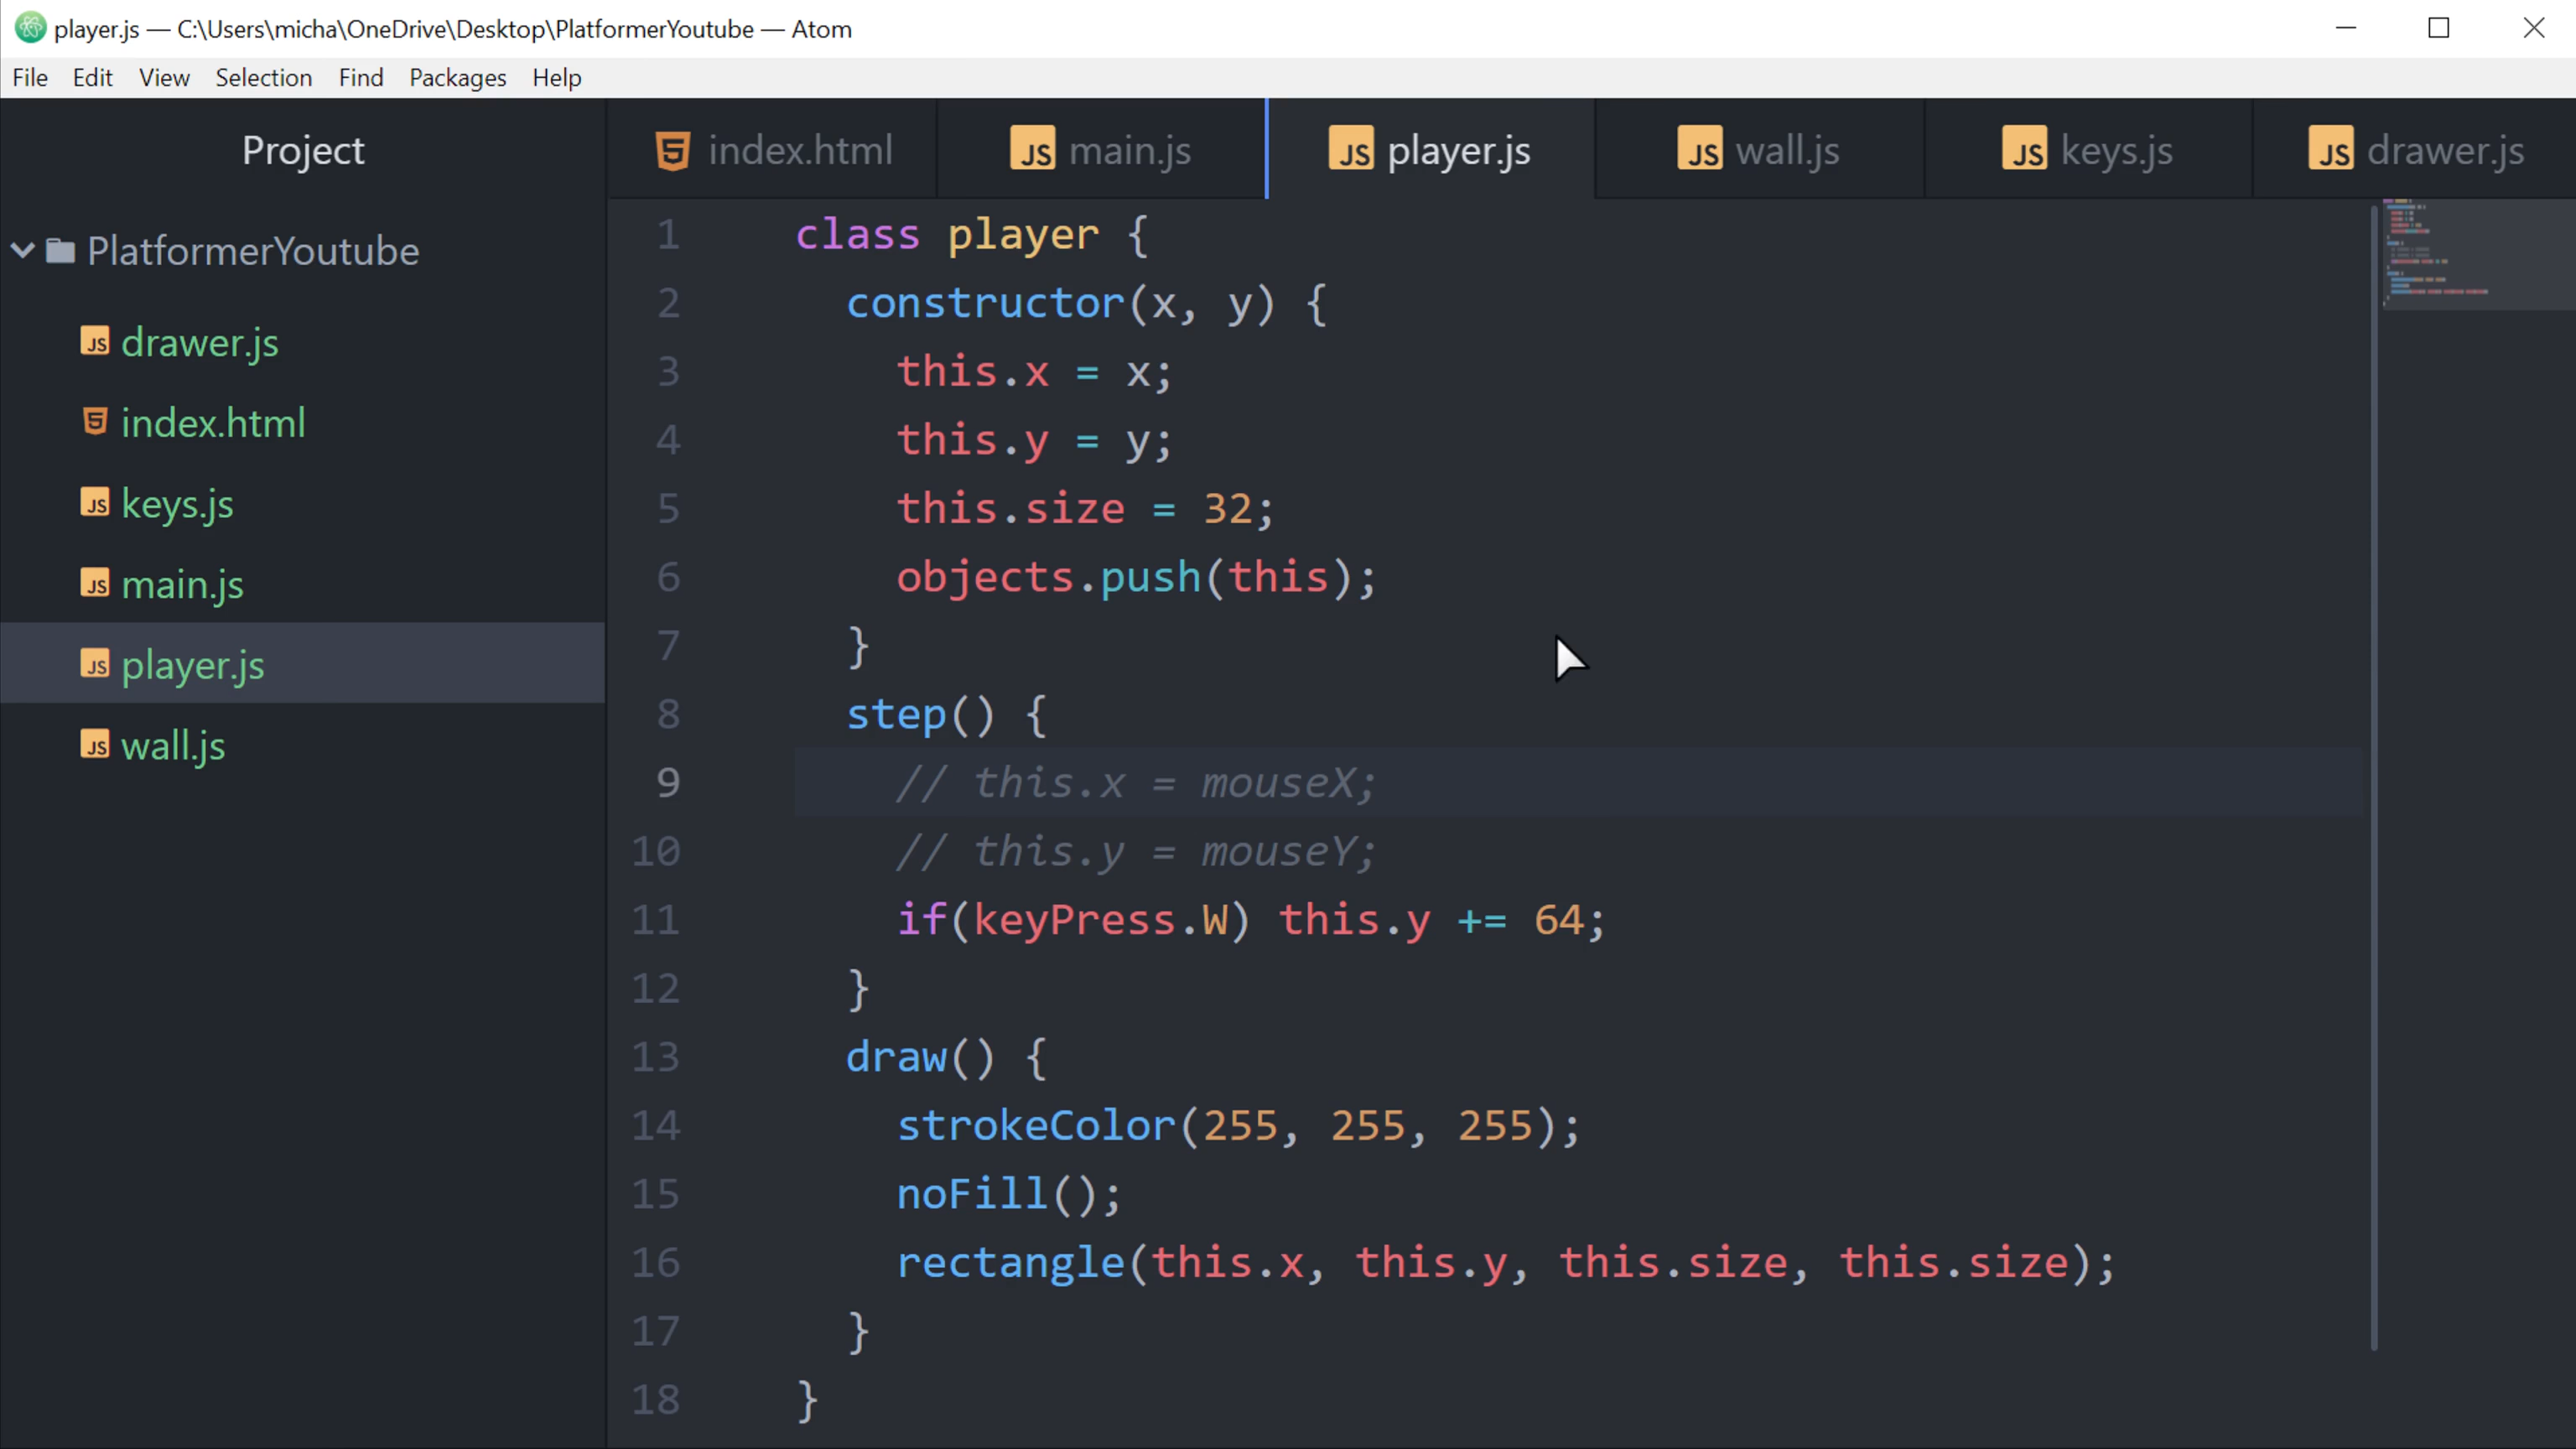 player.js — C:\Users\micha\OneDrive\Desktop\PlatformerYoutube — Atom
File Edit View Selection Find Packages Help
Project
PlatformerYoutube
drawer.js
index.html
keys.js
main.js
player.js
wall.js
index.html main.js player.js wall.js keys.js drawer.js
1 class player {
2 constructor(x, y) {
3 this.x = x;
4 this.y = y;
5 this.size = 32;
6 objects.push(this);
7 }
8 step() {
9 // this.x = mouseX;
10 // this.y = mouseY;
11 if(keyPress.W) this.y += 64;
12 }
13 draw() {
14 strokeColor(255, 255, 255);
15 noFill();
16 rectangle(this.x, this.y, this.size, this.size);
17 }
18 }